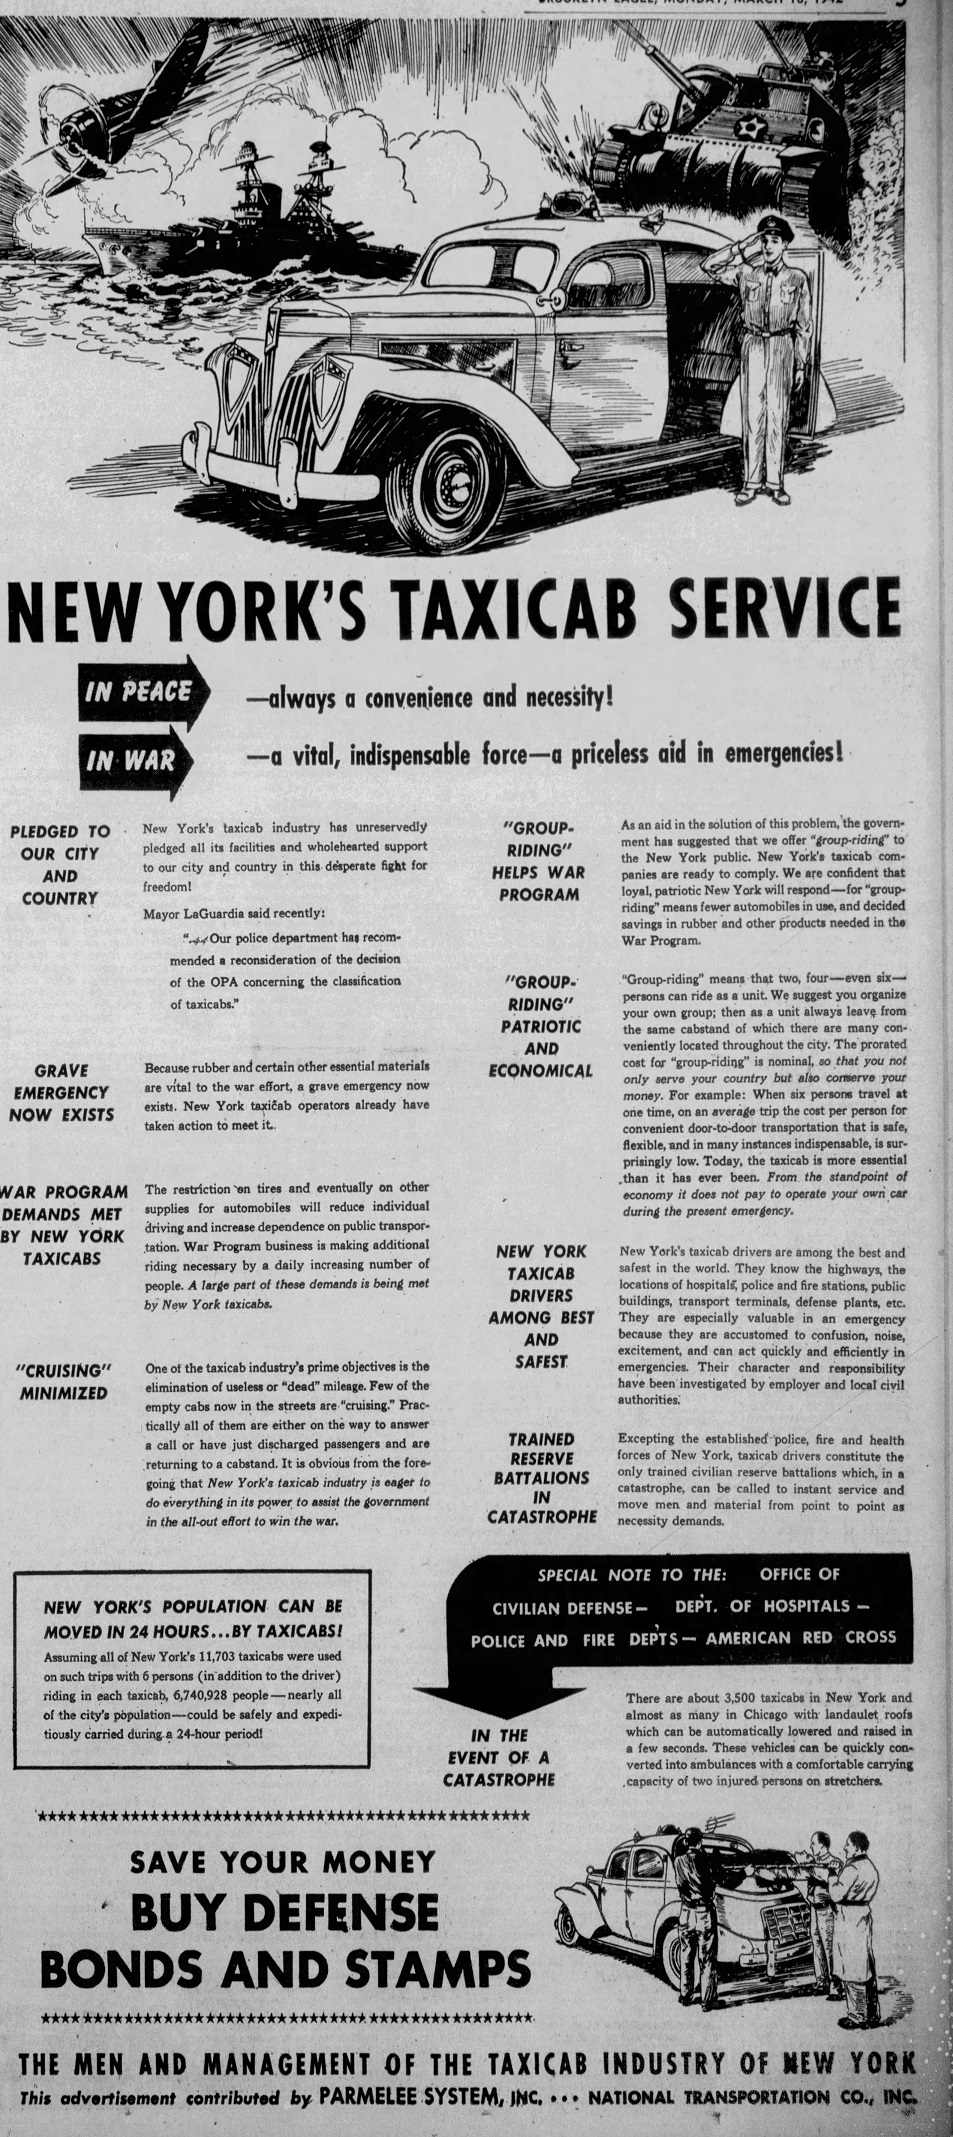 BROOKLYN EAGLE, MONDAY, MARCH 16, 1942
NEW YORK'S TAXICAB SERVICE
IN PEACE
—always a convenience and necessity!
IN WAR
—a vital, indispensable force—a priceless aid in emergencies!
PLEDGED TO
OUR CITY
AND
COUNTRY
New York's taxicab industry has unreservedly
pledged all its facilities and wholehearted support
to our city and country in this desperate fight for
freedom!
Mayor LaGuardia said recently:
Our police department has recom-
mended a reconsideration of the decision
of the OPA concerning the classification
of taxicabs."
GRAVE
EMERGENCY
NOW EXISTS
Because rubber and certain other essential materials
are vital to the war effort, a grave emergency now
exists. New York taxicab operators already have
taken action to meet it.
WAR PROGRAM
DEMANDS MET
BY NEW YORK
TAXICABS
The restriction on tires and eventually on other
supplies for automobiles will reduce individual
driving and increase dependence on public transpor-
tation. War Program business is making additional
riding necessary by a daily increasing number of
people. A large part of these demands is being met
by New York taxicabs.
"CRUISING"
MINIMIZED
One of the taxicab industry's prime objectives is the
elimination of useless or "dead" mileage. Few of the
empty cabs now in the streets are "cruising." Prac-
tically all of them are either on the way to answer
a call or have just discharged passengers and are
returning to a cabstand. It is obvious from the fore-
going that New York's taxicab industry is eager to
do everything in its power to assist the government
in the all-out effort to win the war.
"GROUP-
RIDING"
HELPS WAR
PROGRAM
As an aid in the solution of this problem, the govern-
ment has suggested that we offer "group-riding" to
the New York public. New York's taxicab com-
panies are ready to comply. We are confident that
loyal, patriotic New York will respond—for "group-
riding" means fewer automobiles in use, and decided
savings in rubber and other products needed in the
War Program.
"GROUP-
RIDING"
PATRIOTIC
AND
ECONOMICAL
"Group-riding" means that two, four—even six—
persons can ride as a unit. We suggest you organize
your own group; then as a unit always leave from
the same cabstand of which there are many con-
veniently located throughout the city. The prorated
cost for "group-riding" is nominal, so that you not
only serve your country but also conserve your
money. For example: When six persons travel at
one time, on an average trip the cost per person for
convenient door-to-door transportation that is safe,
flexible, and in many instances indispensable, is sur-
prisingly low. Today, the taxicab is more essential
than it has ever been. From the standpoint of
economy it does not pay to operate your own car
during the present emergency.
NEW YORK
TAXICAB
DRIVERS
AMONG BEST
AND
SAFEST
New York's taxicab drivers are among the best and
safest in the world. They know the highways, the
locations of hospitals, police and fire stations, public
buildings, transport terminals, defense plants, etc.
They are especially valuable in an emergency
because they are accustomed to confusion, noise,
excitement, and can act quickly and efficiently in
emergencies. Their character and responsibility
have been investigated by employer and local civil
authorities.
TRAINED
RESERVE
BATTALIONS
IN
CATASTROPHE
Excepting the established police, fire and health
forces of New York, taxicab drivers constitute the
only trained civilian reserve battalions which, in a
catastrophe, can be called to instant service and
move men and material from point to point as
necessity demands.
NEW YORK'S POPULATION CAN BE
MOVED IN 24 HOURS...BY TAXICABS!
Assuming all of New York's 11,703 taxicabs were used
on such trips with 6 persons (in addition to the driver)
riding in each taxicab, 6,740,928 people—nearly all
of the city's population—could be safely and expedi-
tiously carried during a 24-hour period!
SPECIAL NOTE TO THE: OFFICE OF
CIVILIAN DEFENSE— DEPT. OF HOSPITALS —
POLICE AND FIRE DEPTS— AMERICAN RED CROSS
IN THE
EVENT OF A
CATASTROPHE
There are about 3,500 taxicabs in New York and
almost as many in Chicago with landaulet roofs
which can be automatically lowered and raised in
a few seconds. These vehicles can be quickly con-
verted into ambulances with a comfortable carrying
capacity of two injured persons on stretchers.
SAVE YOUR MONEY
BUY DEFENSE
BONDS AND STAMPS
THE MEN AND MANAGEMENT OF THE TAXICAB INDUSTRY OF NEW YORK
This advertisement contributed by PARMELEE SYSTEM, INC. • • • NATIONAL TRANSPORTATION CO., INC.